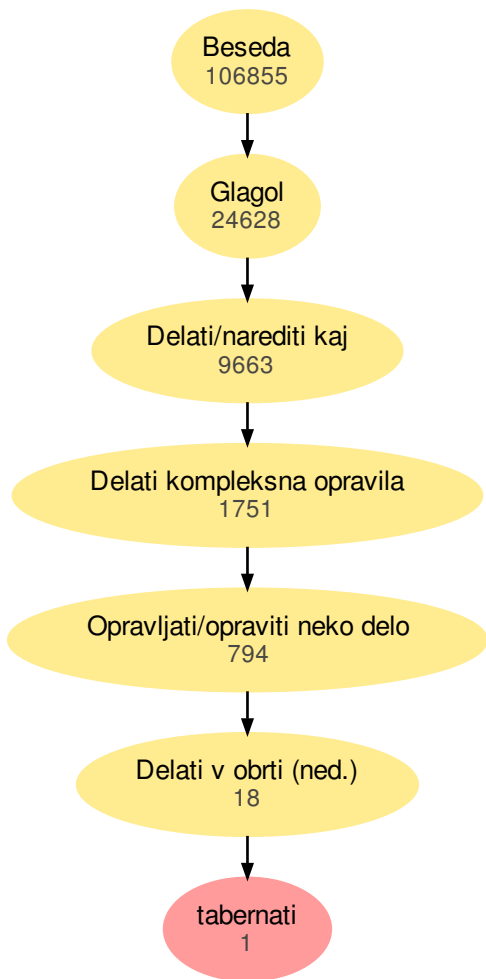 Beseda
106855
Glagol
24628
Delati/narediti kaj
9663
Delati kompleksna opravila
1751
Opravljati/opraviti neko delo
794
Delati v obrti (ned.)
18
tabernati
1